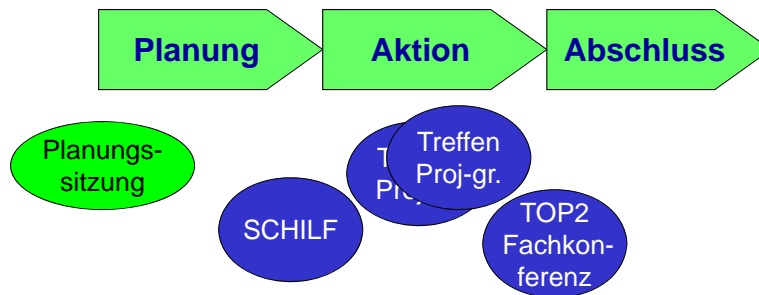 Planung
Aktion
Abschluss
Planungs-
sitzung
Treffen
Proj-gr.
SCHILF
TOP2
Fachkon-
ferenz